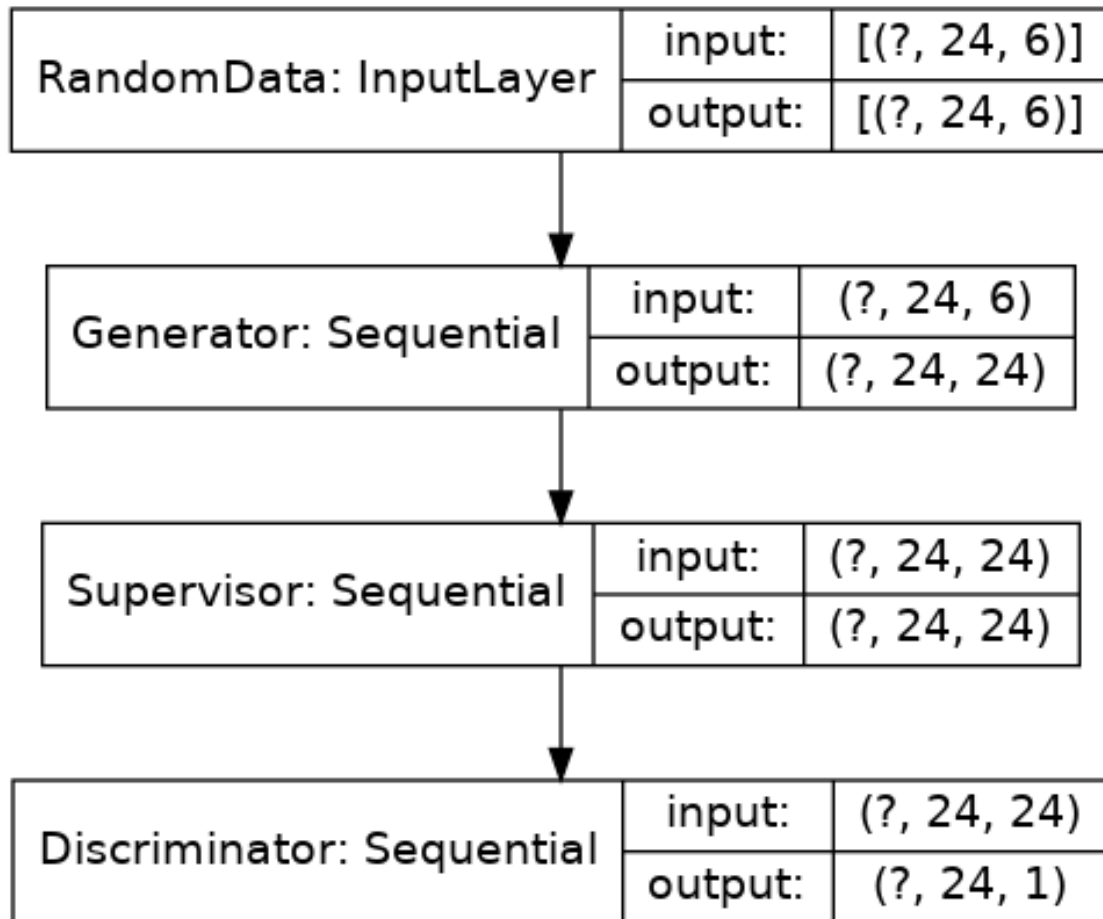 RandomData: InputLayer
input: [(?, 24, 6)]
output: [(?, 24, 6)]
Generator: Sequential
input: (?, 24, 6)
output: (?, 24, 24)
Supervisor: Sequential
input: (?, 24, 24)
output: (?, 24, 24)
Discriminator: Sequential
input: (?, 24, 24)
output: (?, 24, 1)